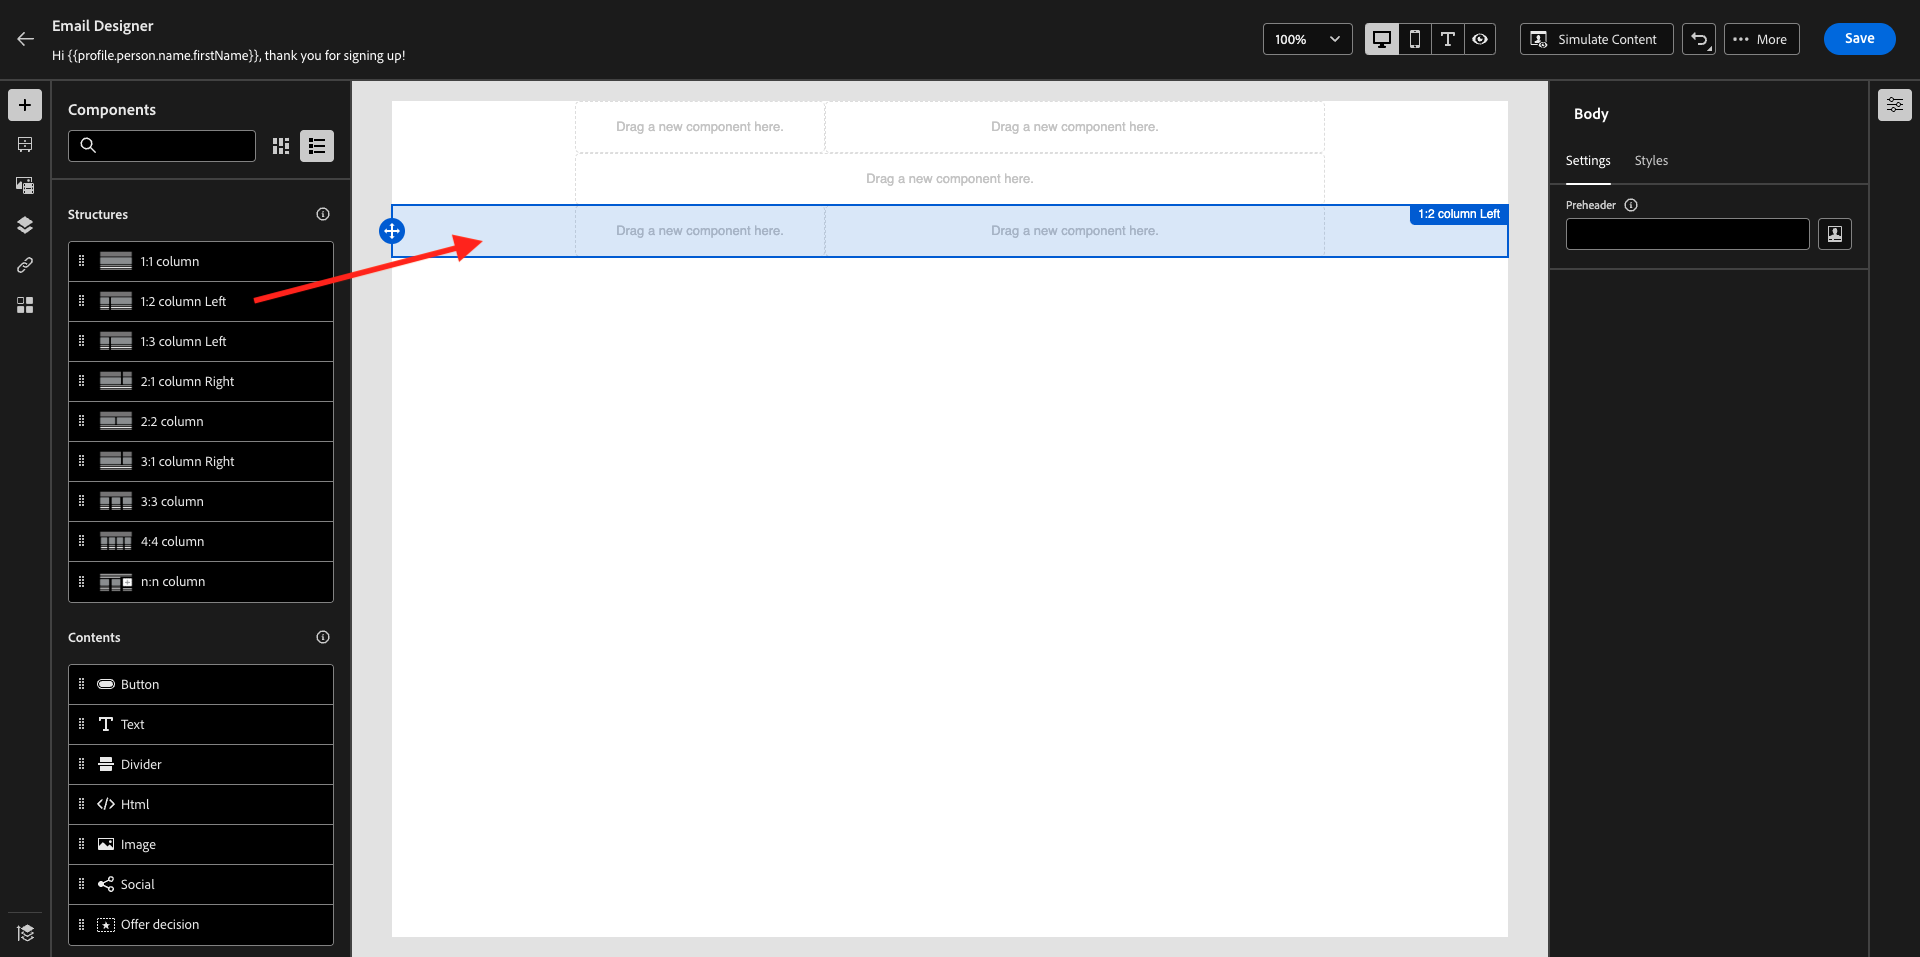 Email Designer
Hi {{profile.person.name.firstName}}, thank you for signing up!
100%
Simulate Content
More
Save
Components
Structures
1:1 column
1:2 column Left
1:3 column Left
2:1 column Right
2:2 column
3:1 column Right
3:3 column
4:4 column
n:n column
Contents
Button
Text
Divider
Html
Image
Social
Offer decision
Drag a new component here.
Drag a new component here.
Drag a new component here.
1:2 column Left
Drag a new component here.
Drag a new component here.
Body
Settings
Styles
Preheader